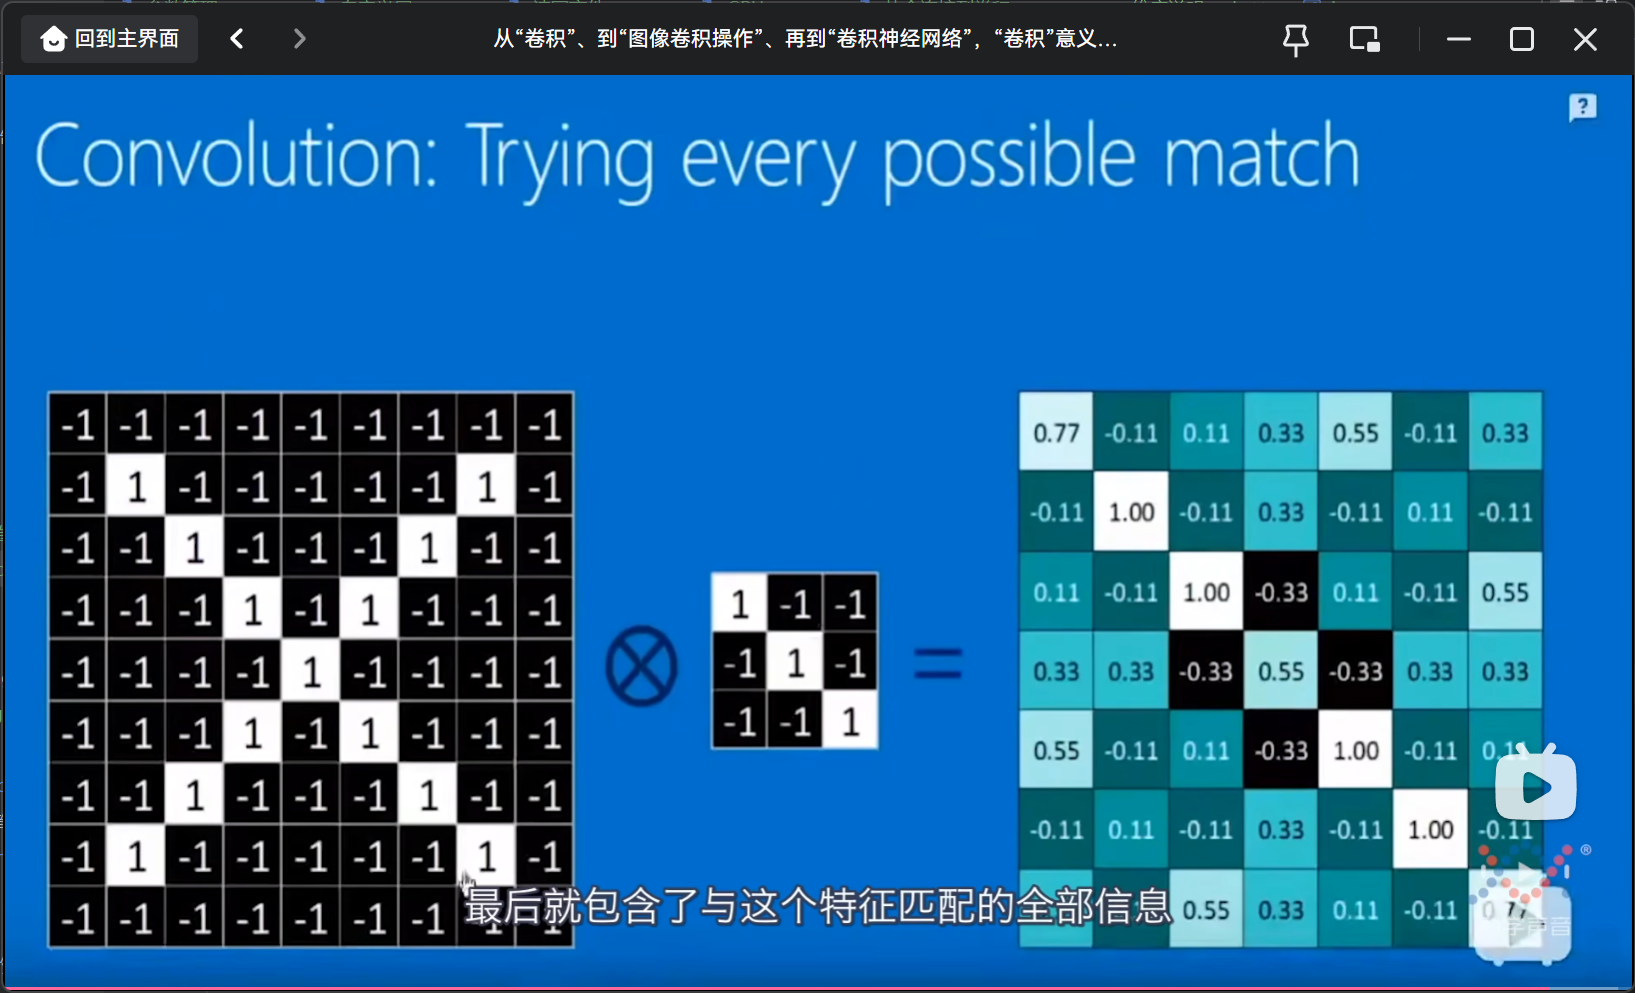 回到主界面
从“卷积”、到“图像卷积操作”、再到“卷积神经网络”，“卷积”意义...
Convolution: Trying every possible match
-1 -1 -1 -1 -1 -1 -1 -1 -1
-1 1 -1 -1 -1 -1 -1 1 -1
-1 -1 1 -1 -1 -1 1 -1 -1
-1 -1 -1 1 -1 1 -1 -1 -1
-1 -1 -1 -1 1 -1 -1 -1 -1
-1 -1 -1 1 -1 1 -1 -1 -1
-1 -1 1 -1 -1 -1 1 -1 -1
-1 1 -1 -1 -1 -1 -1 1 -1
-1 -1 -1 -1 -1 -1 -1
1 -1 -1
-1 1 -1
-1 -1 1
=
0.77 -0.11 0.11 0.33 0.55 -0.11 0.33
-0.11 1.00 -0.11 0.33 -0.11 0.11 -0.11
0.11 -0.11 1.00 -0.33 0.11 -0.11 0.55
0.33 0.33 -0.33 0.55 -0.33 0.33 0.33
0.55 -0.11 0.11 -0.33 1.00 -0.11 0.11
-0.11 0.11 -0.11 0.33 -0.11 1.00 -0.11
0.55 0.33 0.11 -0.11 0.77
最后就包含了与这个特征匹配的全部信息